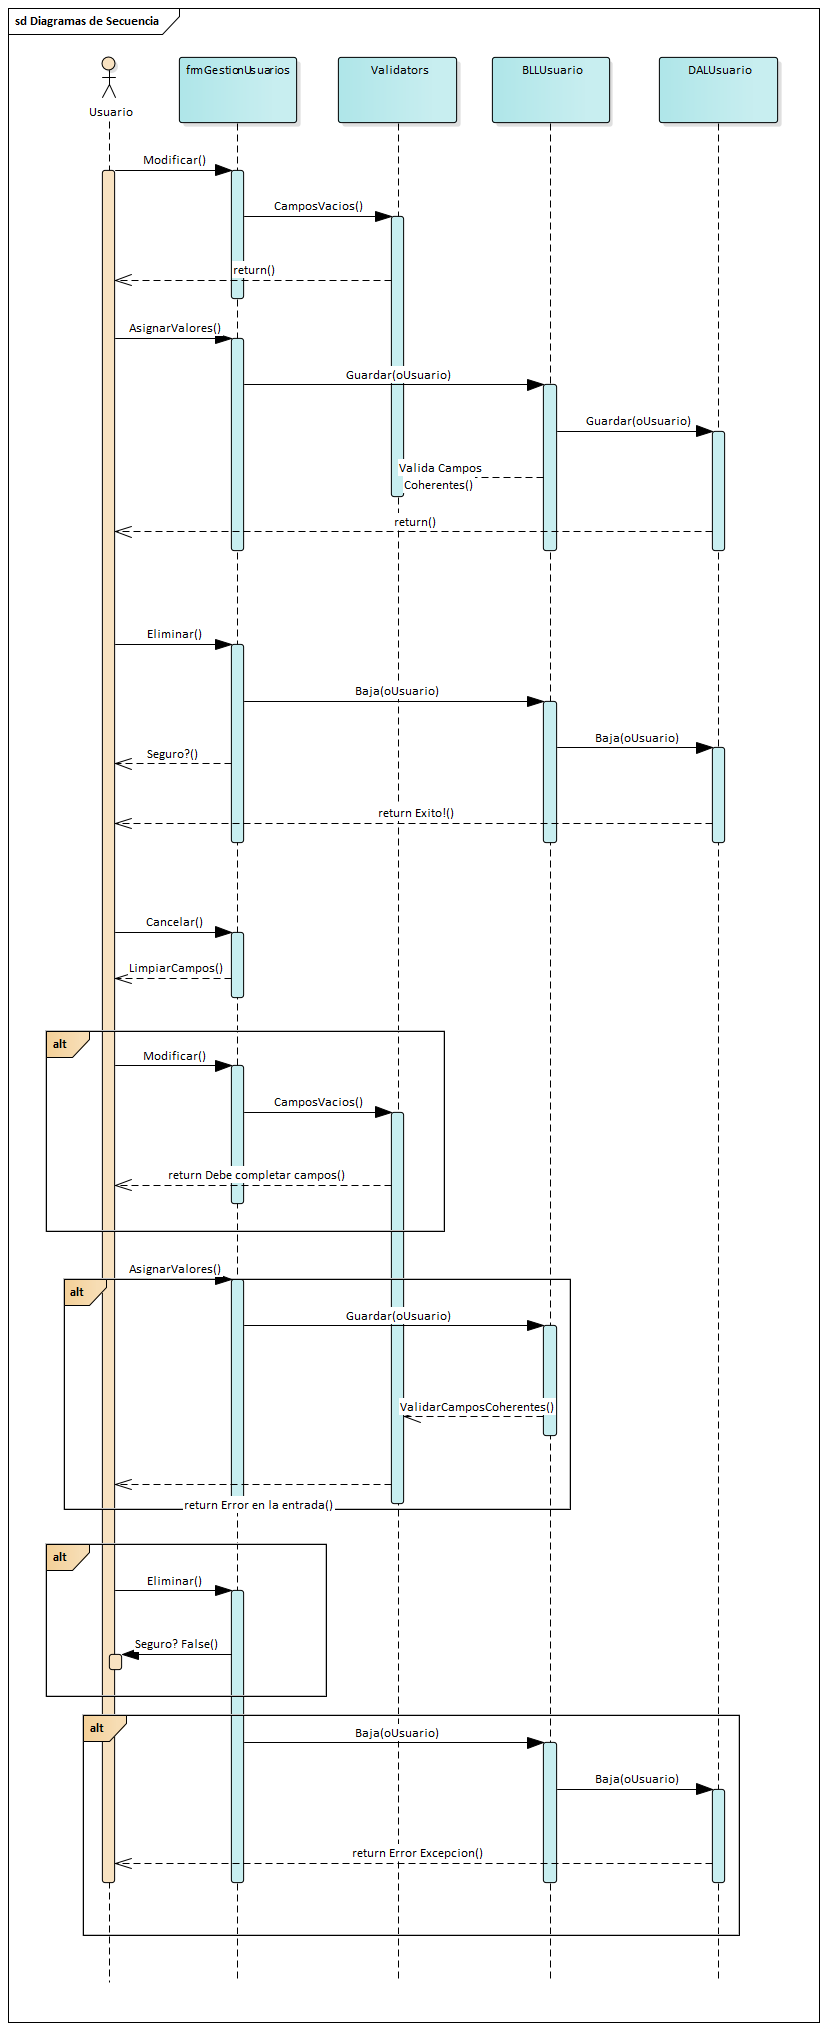 sd Diagramas de Secuencia
frmGestionUsuarios
Validators
BLLUsuario
DALUsuario
Usuario
Modificar()
CamposVacios()
return()
AsignarValores()
Guardar(oUsuario)
Guardar(oUsuario)
Valida Campos
Coherentes()
return()
Eliminar()
Baja(oUsuario)
Baja(oUsuario)
Seguro?()
return Exito!()
Cancelar()
LimpiarCampos()
alt
Modificar()
CamposVacios()
return Debe completar campos()
AsignarValores()
alt
Guardar(oUsuario)
ValidarCamposCoherentes()
return Error en la entrada()
alt
Eliminar()
Seguro? False()
alt
Baja(oUsuario)
Baja(oUsuario)
return Error Excepcion()